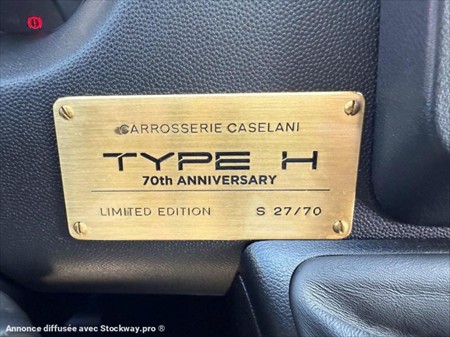 CARROSSERIE CASELANI
TYPE H
70th ANNIVERSARY
LIMITED EDITION S 27/70
Annonce diffusée avec Stockway.pro ®